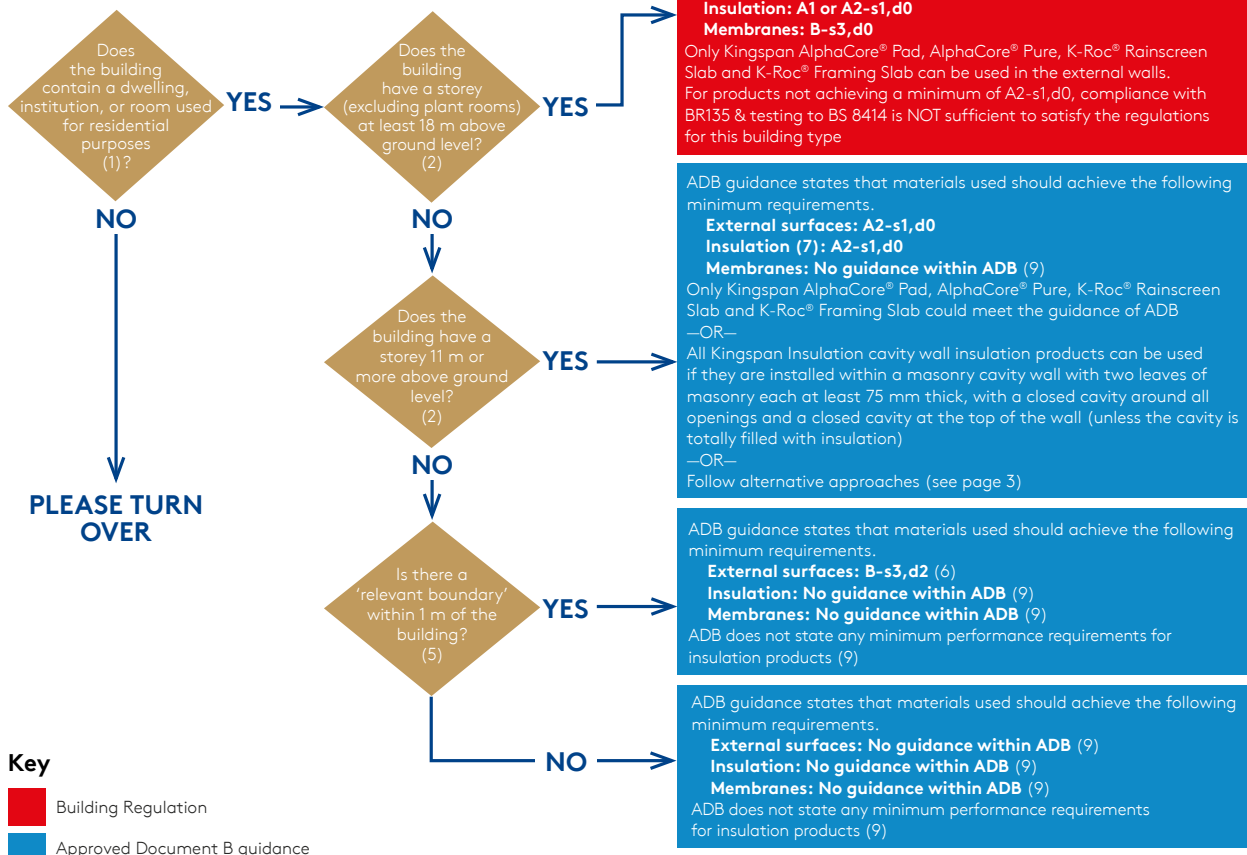 Does
the building
contain a dwelling,
institution, or room used
for residential
purposes
(1)?
YES
NO
PLEASE TURN
OVER
Does the
building
have a storey
(excluding plant rooms)
at least 18 m above
ground level?
(2)
YES
NO
Insulation: A1 or A2-s1,d0
Membranes: B-s3,d0
Only Kingspan AlphaCore® Pad, AlphaCore® Pure, K-Roc® Rainscreen
Slab and K-Roc® Framing Slab can be used in the external walls.
For products not achieving a minimum of A2-s1,d0, compliance with
BR135 & testing to BS 8414 is NOT sufficient to satisfy the regulations
for this building type
Does the
building have a
storey 11 m or
more above ground
level?
(2)
YES
NO
ADB guidance states that materials used should achieve the following
minimum requirements.
External surfaces: A2-s1,d0
Insulation (7): A2-s1,d0
Membranes: No guidance within ADB (9)
Only Kingspan AlphaCore® Pad, AlphaCore® Pure, K-Roc® Rainscreen
Slab and K-Roc® Framing Slab could meet the guidance of ADB
—OR—
All Kingspan Insulation cavity wall insulation products can be used
if they are installed within a masonry cavity wall with two leaves of
masonry each at least 75 mm thick, with a closed cavity around all
openings and a closed cavity at the top of the wall (unless the cavity is
totally filled with insulation)
—OR—
Follow alternative approaches (see page 3)
Is there a
'relevant boundary'
within 1 m of the
building?
(5)
YES
NO
ADB guidance states that materials used should achieve the following
minimum requirements.
External surfaces: B-s3,d2 (6)
Insulation: No guidance within ADB (9)
Membranes: No guidance within ADB (9)
ADB does not state any minimum performance requirements for
insulation products (9)
ADB guidance states that materials used should achieve the following
minimum requirements.
External surfaces: No guidance within ADB (9)
Insulation: No guidance within ADB (9)
Membranes: No guidance within ADB (9)
ADB does not state any minimum performance requirements
for insulation products (9)
Key
Building Regulation
Approved Document B guidance